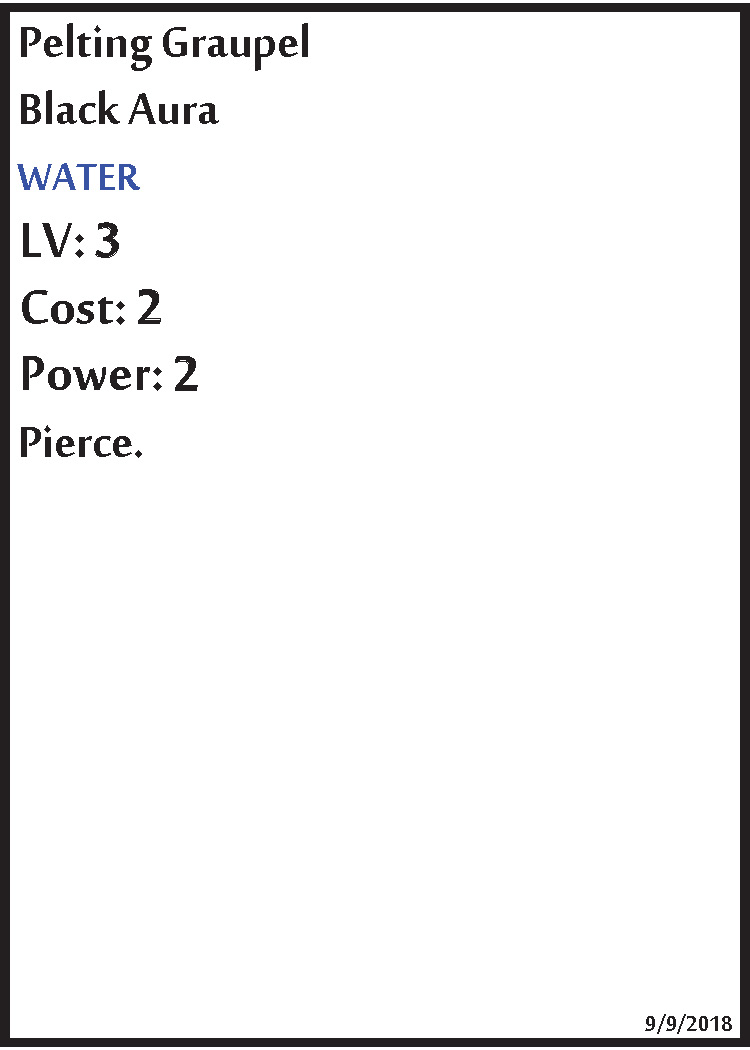 Pelting Graupel
Black Aura
WATER
LV: 3
Cost: 2
Power: 2
Pierce.
9/9/2018